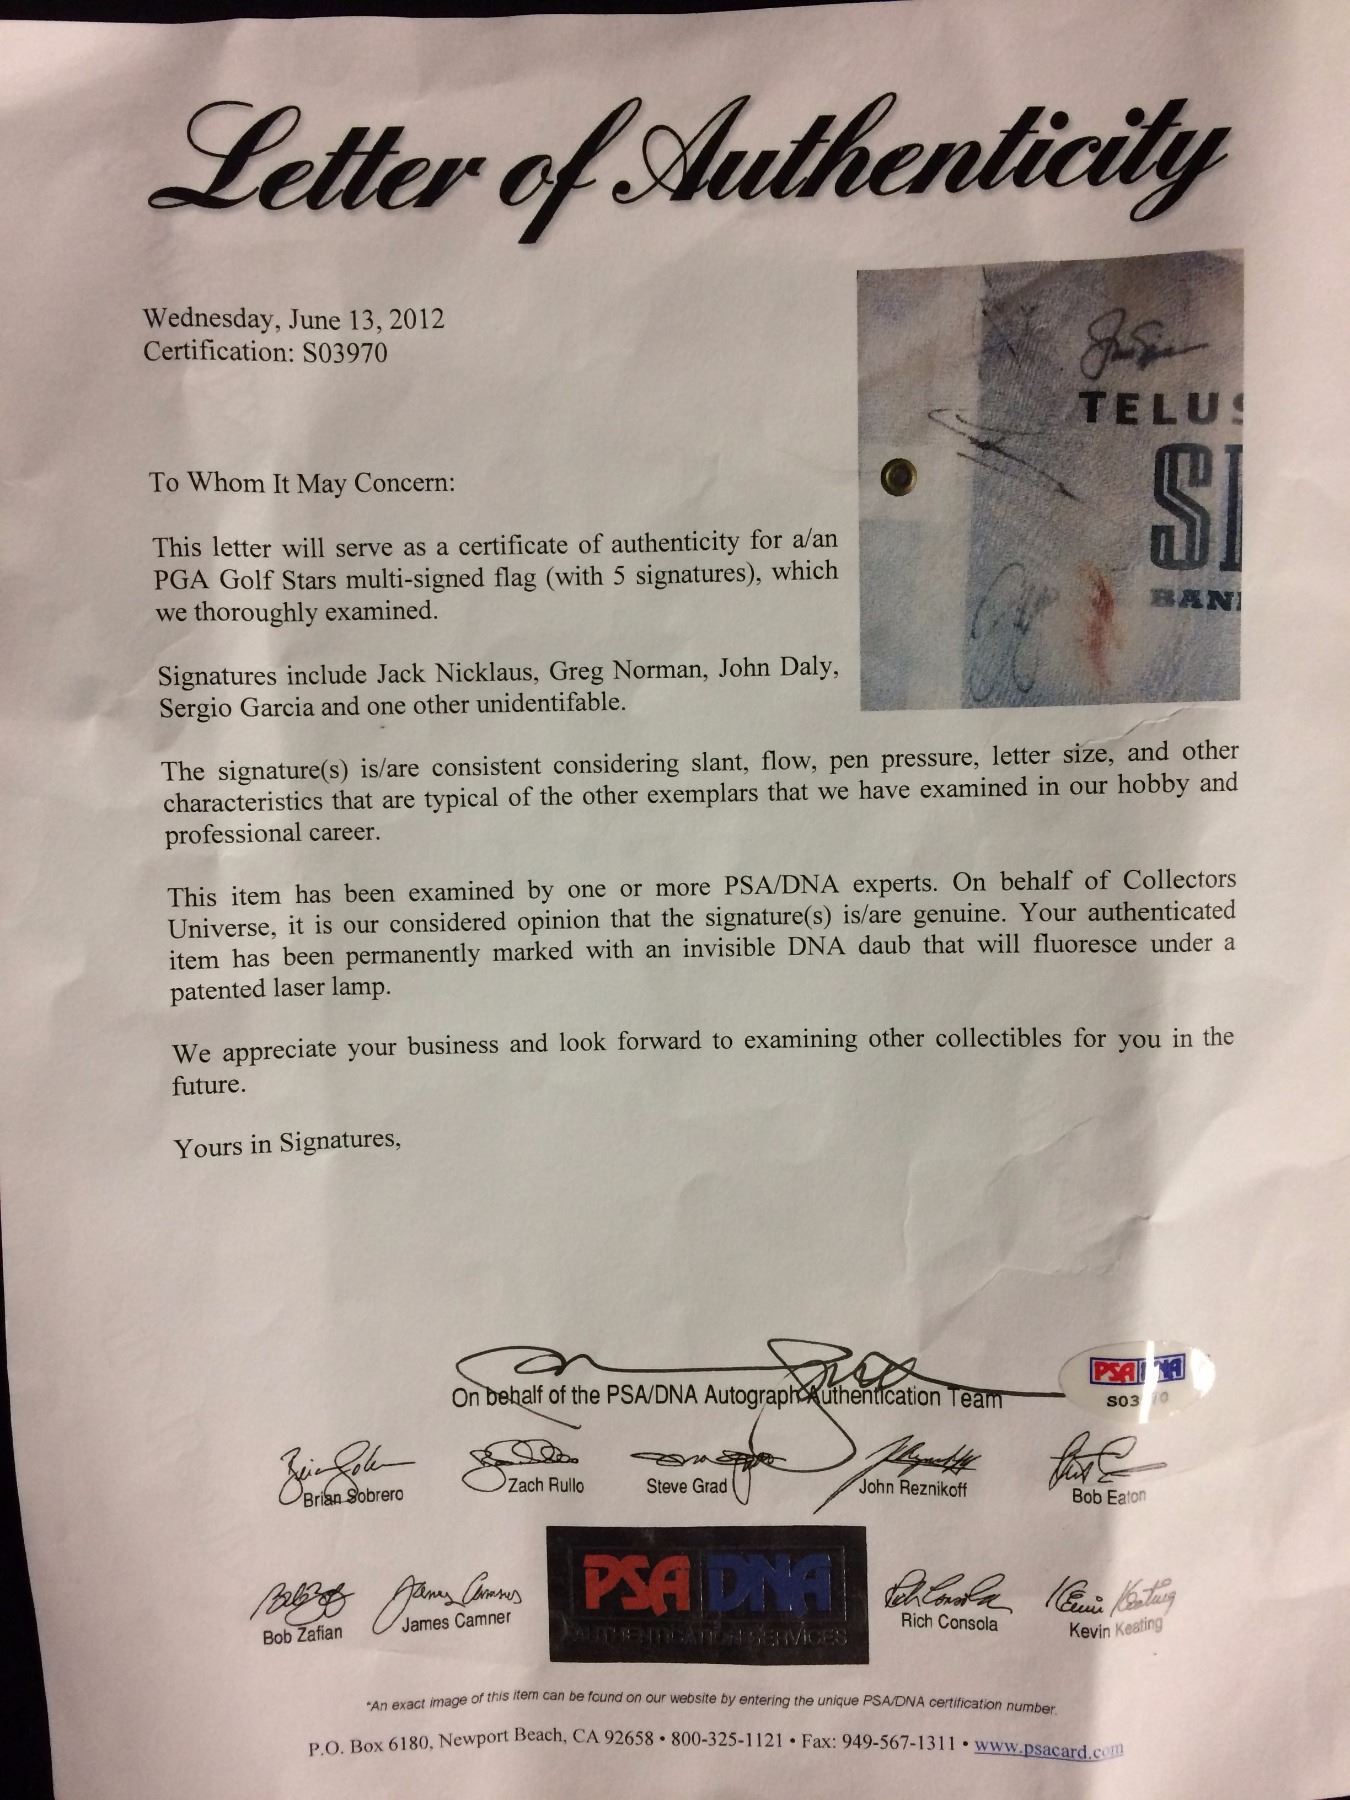 Letter of Authenticity
Wednesday, June 13, 2012
Certification: S03970
TELUS
BAN
To Whom It May Concern:
This letter will serve as a certificate of authenticity for a/an
PGA Golf Stars multi-signed flag (with 5 signatures), which
we thoroughly examined.
Signatures include Jack Nicklaus, Greg Norman, John Daly,
Sergio Garcia and one other unidentifable.
The signature(s) is/are consistent considering slant, flow, pen pressure, letter size, and other
characteristics that are typical of the other exemplars that we have examined in our hobby and
professional career.
This item has been examined by one or more PSA/DNA experts. On behalf of Collectors
Universe, it is our considered opinion that the signature(s) is/are genuine. Your authenticated
item has been permanently marked with an invisible DNA daub that will fluoresce under a
patented laser lamp.
We appreciate your business and look forward to examining other collectibles for you in the
future.
Yours in Signatures,
On behalf of the PSA/DNA Autograph Authentication Team
PSA DNA
S03 70
Brian Sobrero
Zach Rullo
Steve Grad
John Reznikoff
Bob Eaton
Bob Zafian
James Camner
PSA DNA
AUTHENTICATION SERVICES
Rich Consola
Kevin Keating
*An exact image of this item can be found on our website by entering the unique PSA/DNA certification number.
P.O. Box 6180, Newport Beach, CA 92658 • 800-325-1121 • Fax: 949-567-1311 • www.psacard.com